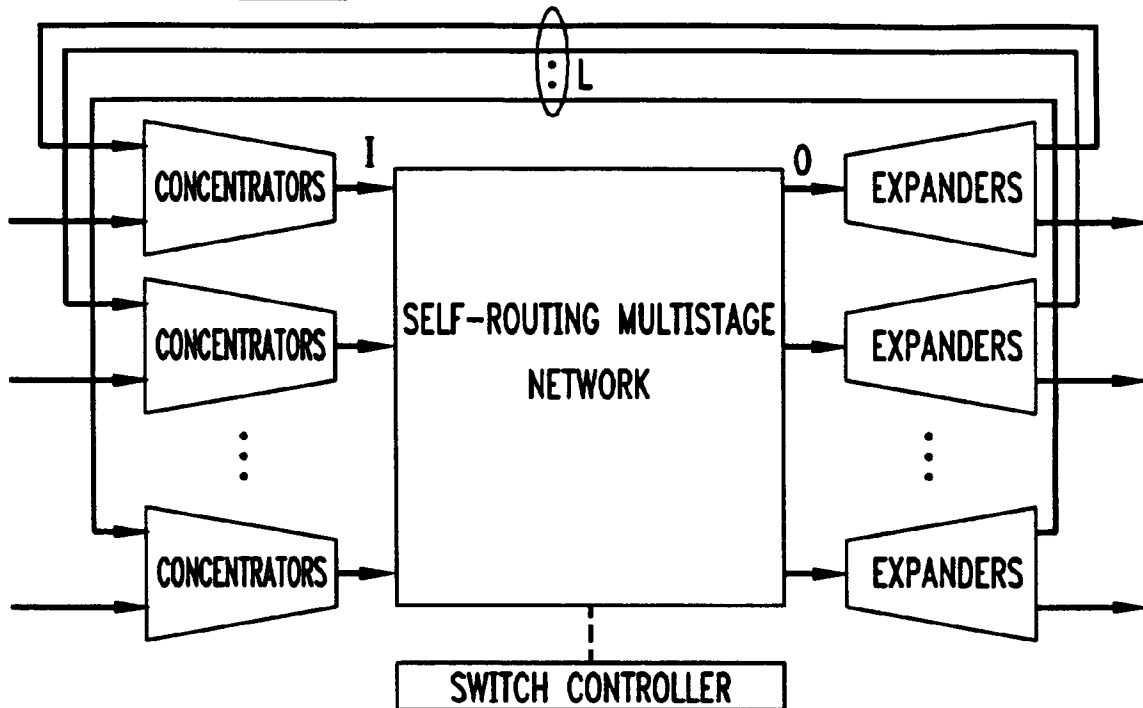 L
I
O
CONCENTRATORS
EXPANDERS
SELF-ROUTING MULTISTAGE
NETWORK
CONCENTRATORS
EXPANDERS
CONCENTRATORS
EXPANDERS
SWITCH CONTROLLER